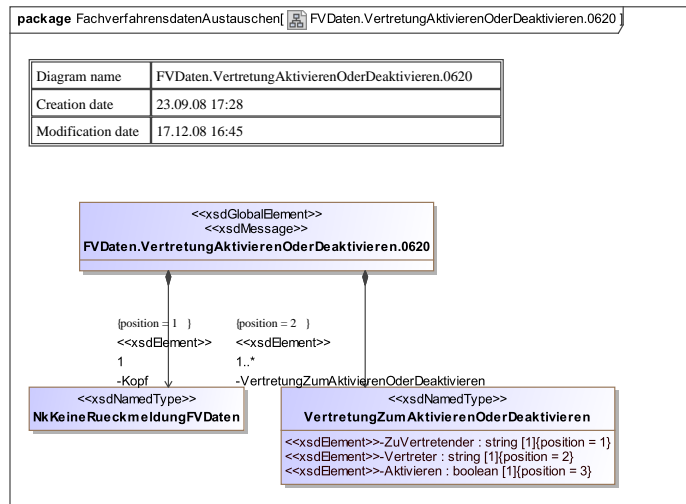 package FachverfahrensdatenAustauschen[ FVDaten.VertretungAktivierenOderDeaktivieren.0620 ]
Diagram name FVDaten.VertretungAktivierenOderDeaktivieren.0620
Creation date 23.09.08 17:28
Modification date 17.12.08 16:45
<<xsdGlobalElement>>
<<xsdMessage>>
FVDaten.VertretungAktivierenOderDeaktivieren.0620
{position = 1 } {position = 2 }
<<xsdElement>> <<xsdElement>>
1 1..*
-Kopf -VertretungZumAktivierenOderDeaktivieren
<<xsdNamedType>>
NkKeineRueckmeldungFVDaten
<<xsdNamedType>>
VertretungZumAktivierenOderDeaktivieren
<<xsdElement>>-ZuVertretender : string [1]{position = 1}
<<xsdElement>>-Vertreter : string [1]{position = 2}
<<xsdElement>>-Aktivieren : boolean [1]{position = 3}